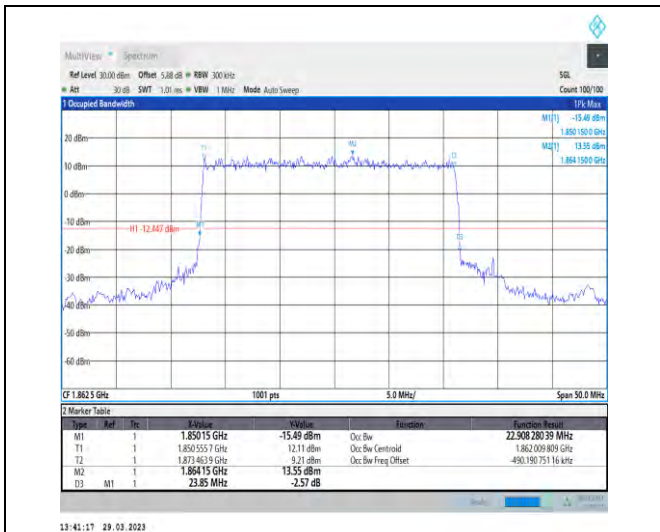 MultiView Spectrum
Ref Level 30.00 dBm Offset 5.88 dB RBW 300 kHz SGL
Att 30 dB SWT 1.01 ms VBW 1 MHz Mode Auto Sweep Count 100/100
1 Occupied Bandwidth 1Pk Max
M1[1] -15.49 dBm
1.850 150 0 GHz
M2[1] 13.55 dBm
1.864 150 0 GHz
20 dBm
T1 M2 T2
10 dBm
0 dBm
-10 dBm
H1 -12.447 dBm M1
D3
-20 dBm
-30 dBm
-40 dBm
-50 dBm
-60 dBm
CF 1.862 5 GHz 1001 pts 5.0 MHz/ Span 50.0 MHz
2 Marker Table
Type Ref Trc X-Value Y-Value Function Function Result
M1 1 1.85015 GHz -15.49 dBm Occ Bw 22.908 280 39 MHz
T1 1 1.850 555 7 GHz 12.11 dBm Occ Bw Centroid 1.862 009 809 GHz
T2 1 1.873 463 9 GHz 9.21 dBm Occ Bw Freq Offset -490.190 751 16 kHz
M2 1 1.86415 GHz 13.55 dBm
D3 M1 1 23.85 MHz -2.57 dB
13:41:17 29.03.2023